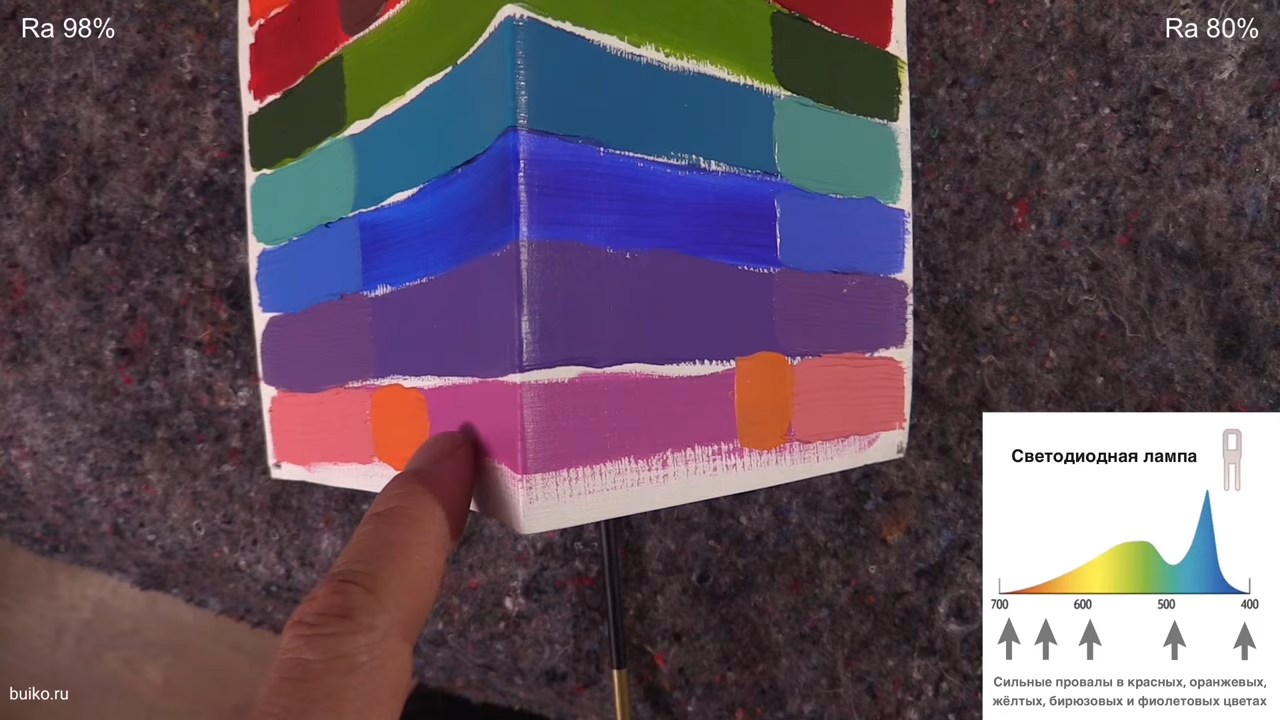 Ra 98%
Ra 80%
Светодиодная лампа
700 600 500 400
Сильные провалы в красных, оранжевых,
жёлтых, бирюзовых и фиолетовых цветах
buiko.ru